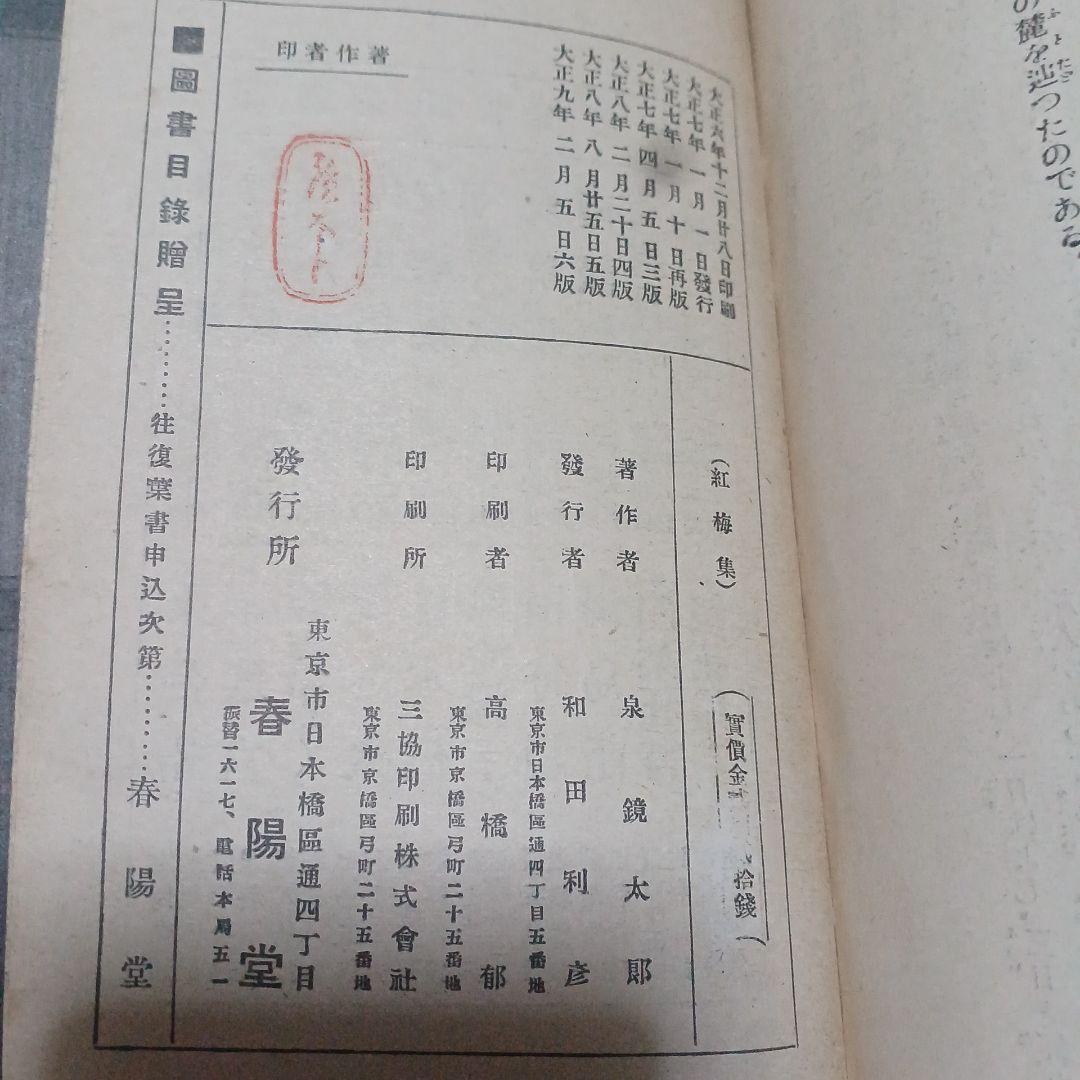 の麓を辿つたのである、
大正六年十二月廿八日印刷
大正七年一月一日發行
大正七年一月十日再版
大正七年四月五日三版
大正八年二月二十日四版
大正八年八月廿五日五版
大正九年二月五日六版
著作者印
(紅梅集)
(實價金 拾錢)
著作者 泉鏡太郎
發行者 和田利彦
東京市日本橋區通四丁目五番地
印刷者 高橋郁
東京市京橋區弓町二十五番地
印刷所 三協印刷株式會社
東京市京橋區弓町二十五番地
發行所 東京市日本橋區通四丁目
春陽堂
振替一六一七、電話本局五一
圖書目錄贈呈………往復葉書申込次第………春陽堂